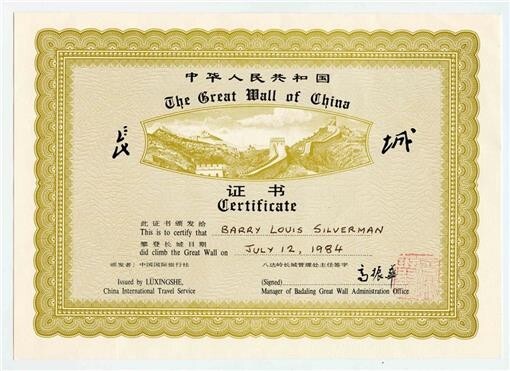 中华人民共和国
The Great Wall of China
长 城
证书
Certificate
此证书颁发给
This is to certify that BARRY LOUIS SILVERMAN
攀登长城日期
did climb the Great Wall on JULY 12, 1984
颁发者：中国国际旅行社 八达岭长城管理处主任签字
Issued by LÜXINGSHE, (Signed) 高振华
China International Travel Service Manager of Badaling Great Wall Administration Office